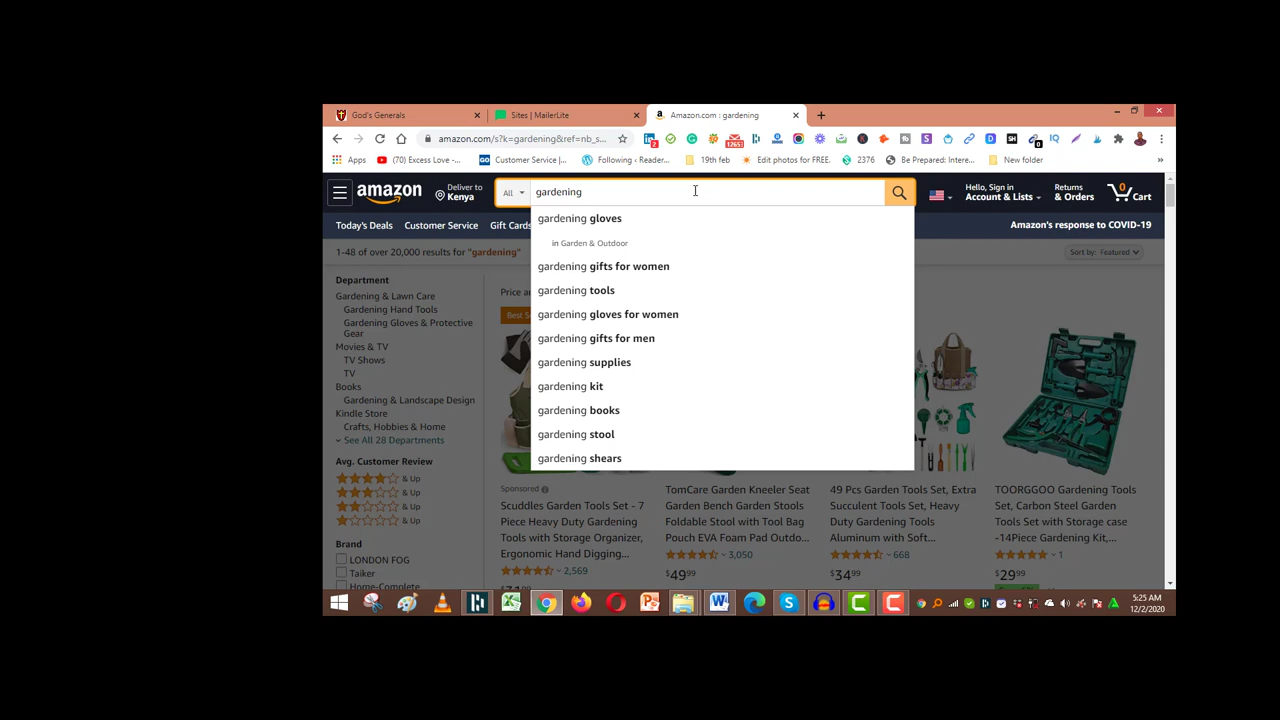 God's Generals
Sites | MailerLite
Amazon.com : gardening
amazon.com/s?k=gardening&ref=nb_s...
Apps
(70) Excess Love -...
Customer Service |...
Following ‹ Reader...
19th feb
Edit photos for FREE.
2376
Be Prepared: Intere...
New folder
»
amazon
Deliver to
Kenya
All
gardening
Hello, Sign in
Account & Lists
Returns
& Orders
0
Cart
Today's Deals
Customer Service
Gift Cards
Amazon's response to COVID-19
1-48 of over 20,000 results for "gardening"
Sort by: Featured
gardening gloves
in Garden & Outdoor
gardening gifts for women
gardening tools
gardening gloves for women
gardening gifts for men
gardening supplies
gardening kit
gardening books
gardening stool
gardening shears
Department
Gardening & Lawn Care
Gardening Hand Tools
Gardening Gloves & Protective
Gear
Movies & TV
TV Shows
TV
Books
Gardening & Landscape Design
Kindle Store
Crafts, Hobbies & Home
See All 28 Departments
Avg. Customer Review
& Up
& Up
& Up
& Up
Brand
LONDON FOG
Taiker
Home-Complete
Price
Best
Sponsored
Scuddles Garden Tools Set - 7
Piece Heavy Duty Gardening
Tools with Storage Organizer,
Ergonomic Hand Digging...
2,569
TomCare Garden Kneeler Seat
Garden Bench Garden Stools
Foldable Stool with Tool Bag
Pouch EVA Foam Pad Outdo...
3,050
$49.99
49 Pcs Garden Tools Set, Extra
Succulent Tools Set, Heavy
Duty Gardening Tools
Aluminum with Soft...
668
$34.99
TOORGGOO Gardening Tools
Set, Carbon Steel Garden
Tools with Storage case
-14Piece Gardening Kit,...
1
$29.99
5:25 AM
12/2/2020